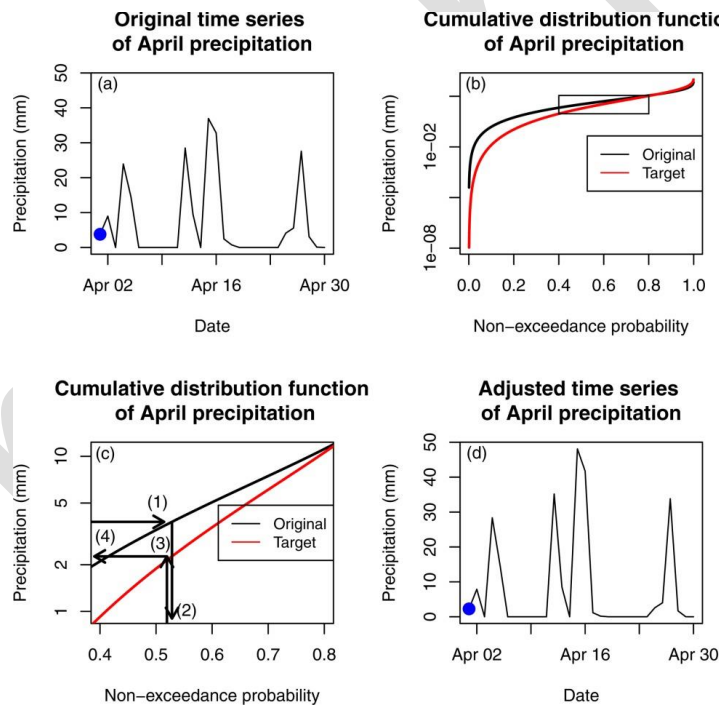 Original time series
of April precipitation
(a)
Precipitation (mm)
50
40
30
20
10
0
Apr 02
Apr 16
Apr 30
Date
Cumulative distribution functio
of April precipitation
(b)
Precipitation (mm)
1e−02
1e−08
Original
Target
0.0 0.2 0.4 0.6 0.8 1.0
Non−exceedance probability
Cumulative distribution function
of April precipitation
(c)
Precipitation (mm)
10
5
2
1
(1)
(4)
(3)
(2)
Original
Target
0.4 0.5 0.6 0.7 0.8
Non−exceedance probability
Adjusted time series
of April precipitation
(d)
Precipitation (mm)
50
40
30
20
10
0
Apr 02
Apr 16
Apr 30
Date